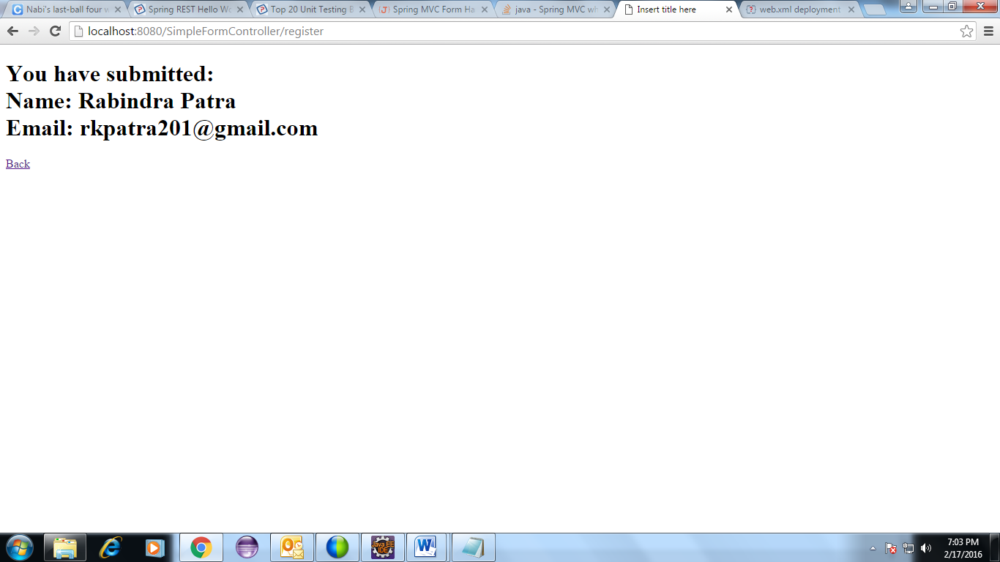 Nabi's last-ball four w
Spring REST Hello Wo
Top 20 Unit Testing B
Spring MVC Form Ha
java - Spring MVC wh
Insert title here
web.xml deployment
localhost:8080/SimpleFormController/register
You have submitted:
Name: Rabindra Patra
Email: rkpatra201@gmail.com
Back
Java EE
IDE
7:03 PM
2/17/2016